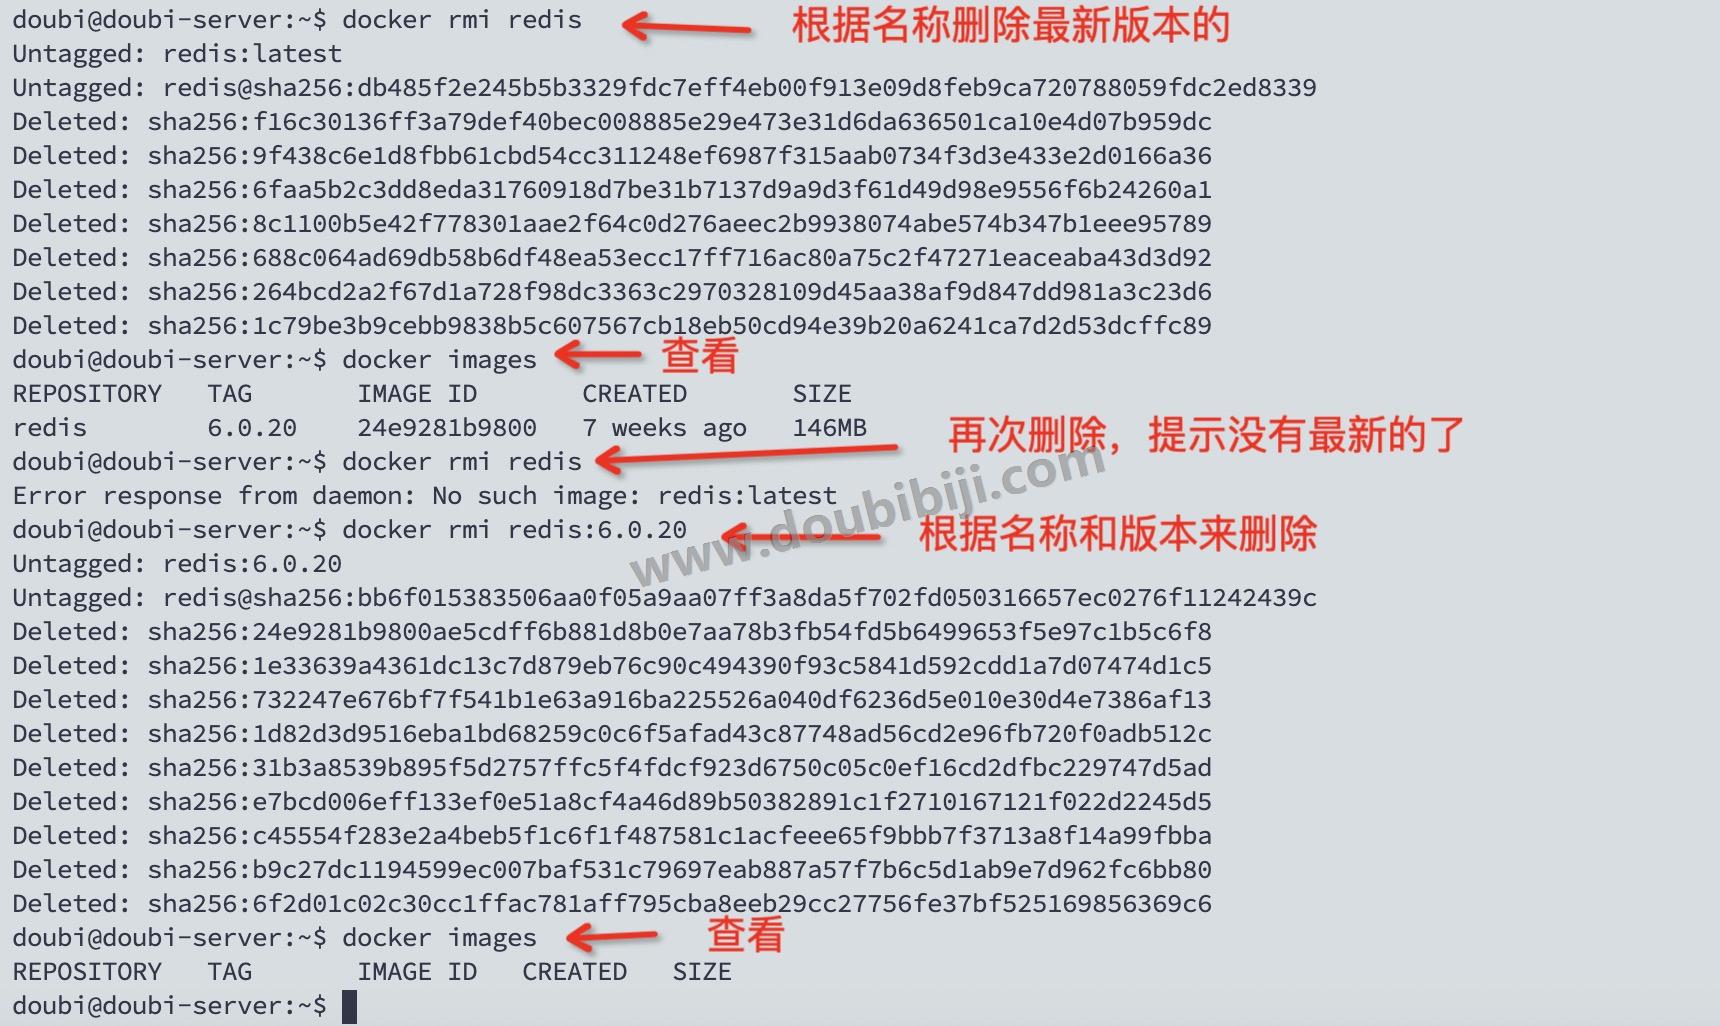 doubi@doubi-server:~$ docker rmi redis 根据名称删除最新版本的
Untagged: redis:latest
Untagged: redis@sha256:db485f2e245b5b3329fdc7eff4eb00f913e09d8feb9ca720788059fdc2ed8339
Deleted: sha256:f16c30136ff3a79def40bec008885e29e473e31d6da636501ca10e4d07b959dc
Deleted: sha256:9f438c6e1d8fbb61cbd54cc311248ef6987f315aab0734f3d3e433e2d0166a36
Deleted: sha256:6faa5b2c3dd8eda31760918d7be31b7137d9a9d3f61d49d98e9556f6b24260a1
Deleted: sha256:8c1100b5e42f778301aae2f64c0d276aeec2b9938074abe574b347b1eee95789
Deleted: sha256:688c064ad69db58b6df48ea53ecc17ff716ac80a75c2f47271eaceaba43d3d92
Deleted: sha256:264bcd2a2f67d1a728f98dc3363c2970328109d45aa38af9d847dd981a3c23d6
Deleted: sha256:1c79be3b9cebb9838b5c607567cb18eb50cd94e39b20a6241ca7d2d53dcffc89
doubi@doubi-server:~$ docker images 查看
REPOSITORY TAG IMAGE ID CREATED SIZE
redis 6.0.20 24e9281b9800 7 weeks ago 146MB
再次删除，提示没有最新的了
doubi@doubi-server:~$ docker rmi redis
Error response from daemon: No such image: redis:latest
doubi@doubi-server:~$ docker rmi redis:6.0.20 根据名称和版本来删除
www.doubibiji.com
Untagged: redis:6.0.20
Untagged: redis@sha256:bb6f015383506aa0f05a9aa07ff3a8da5f702fd050316657ec0276f11242439c
Deleted: sha256:24e9281b9800ae5cdff6b881d8b0e7aa78b3fb54fd5b6499653f5e97c1b5c6f8
Deleted: sha256:1e33639a4361dc13c7d879eb76c90c494390f93c5841d592cdd1a7d07474d1c5
Deleted: sha256:732247e676bf7f541b1e63a916ba225526a040df6236d5e010e30d4e7386af13
Deleted: sha256:1d82d3d9516eba1bd68259c0c6f5afad43c87748ad56cd2e96fb720f0adb512c
Deleted: sha256:31b3a8539b895f5d2757ffc5f4fdcf923d6750c05c0ef16cd2dfbc229747d5ad
Deleted: sha256:e7bcd006eff133ef0e51a8cf4a46d89b50382891c1f2710167121f022d2245d5
Deleted: sha256:c45554f283e2a4beb5f1c6f1f487581c1acfeee65f9bbb7f3713a8f14a99fbba
Deleted: sha256:b9c27dc1194599ec007baf531c79697eab887a57f7b6c5d1ab9e7d962fc6bb80
Deleted: sha256:6f2d01c02c30cc1ffac781aff795cba8eeb29cc27756fe37bf525169856369c6
doubi@doubi-server:~$ docker images 查看
REPOSITORY TAG IMAGE ID CREATED SIZE
doubi@doubi-server:~$